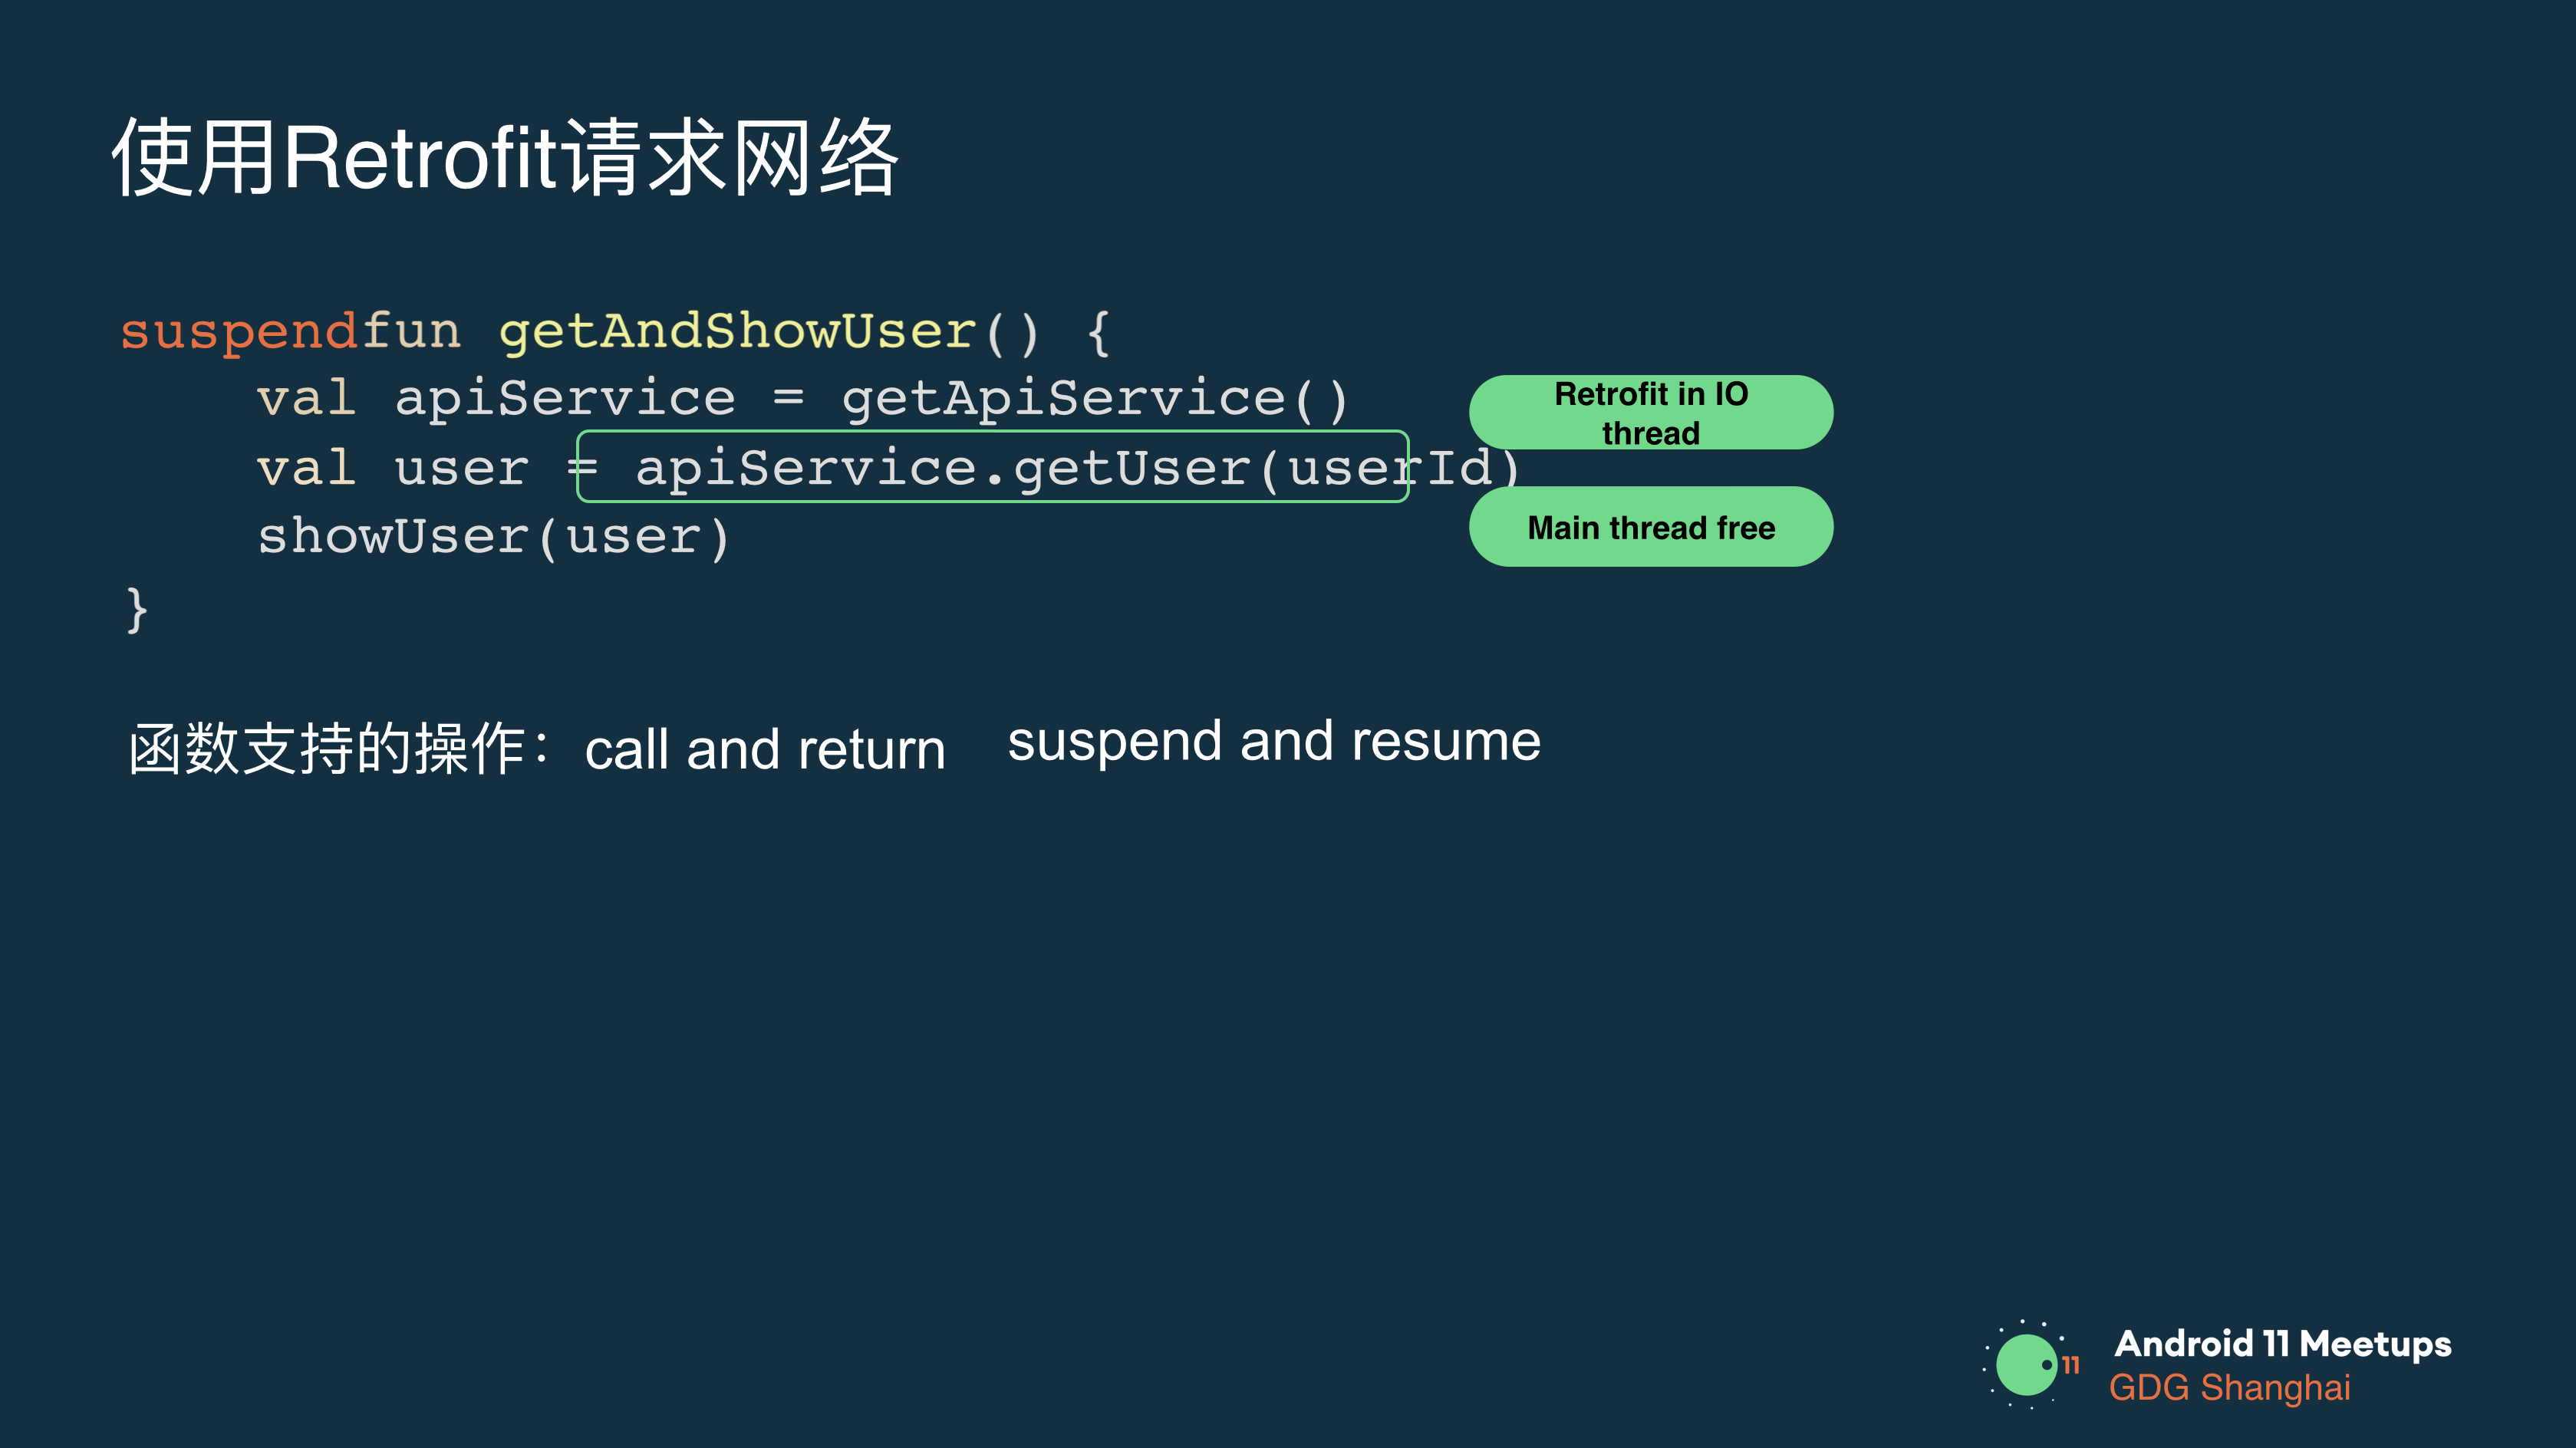 使用Retrofit请求网络
suspendfun getAndShowUser() {
val apiService = getApiService()
Retrofit in IO
thread
val user = apiService.getUser(userId)
Main thread free
showUser(user)
}
函数支持的操作：call and return suspend and resume
11
Android 11 Meetups
GDG Shanghai